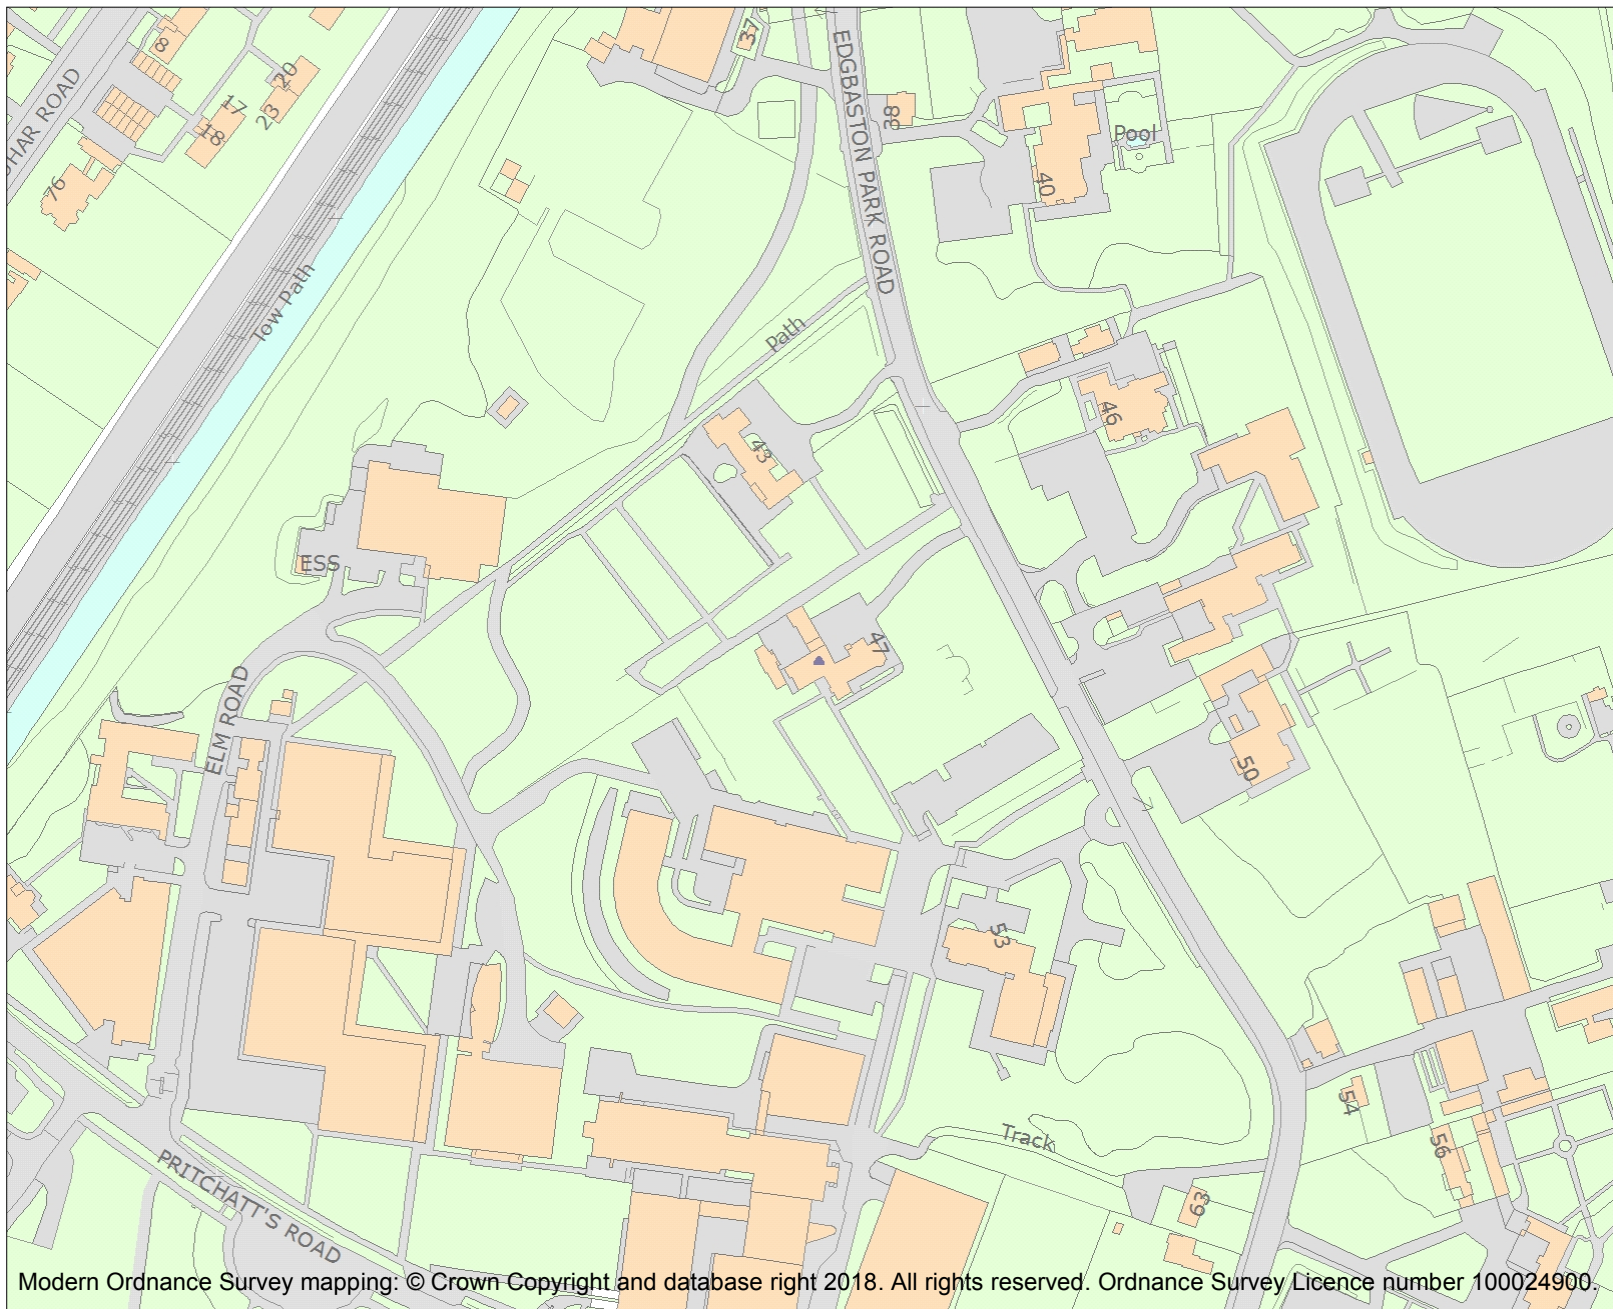 37
EDGBASTON PARK ROAD
8
20
17
18
23
76
HAR ROAD
88
Pool
40
Tow Path
Path
46
43
ESS
47
ELM ROAD
50
53
54
56
Track
63
PRITCHATT'S ROAD
Modern Ordnance Survey mapping: © Crown Copyright and database right 2018. All rights reserved. Ordnance Survey Licence number 100024900.